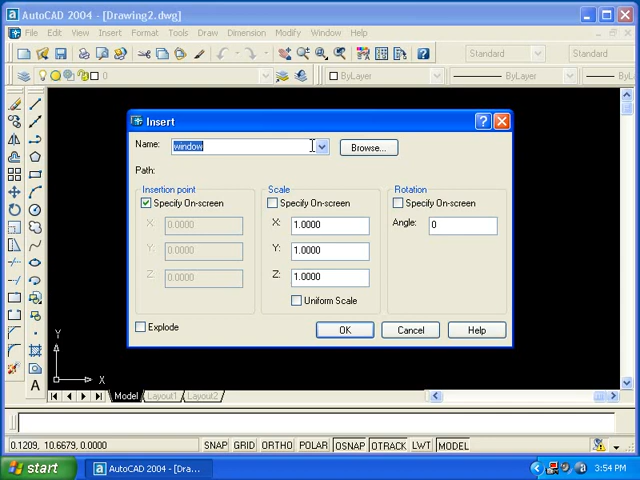 AutoCAD 2004 - [Drawing2.dwg]
File Edit View Insert Format Tools Draw Dimension Modify Window Help
Standard Standard
0 ByLayer ByLayer ByLayer
Insert
Name: window Browse...
Path:
Insertion point Scale Rotation
Specify On-screen Specify On-screen Specify On-screen
X: 0.0000 X: 1.0000 Angle: 0
Y: 0.0000 Y: 1.0000
Z: 0.0000 Z: 1.0000
Uniform Scale
Explode OK Cancel Help
Y
X
Model Layout1 Layout2
0.1209, 10.6679, 0.0000 SNAP GRID ORTHO POLAR OSNAP OTRACK LWT MODEL
start AutoCAD 2004 - [Dra... 3:54 PM